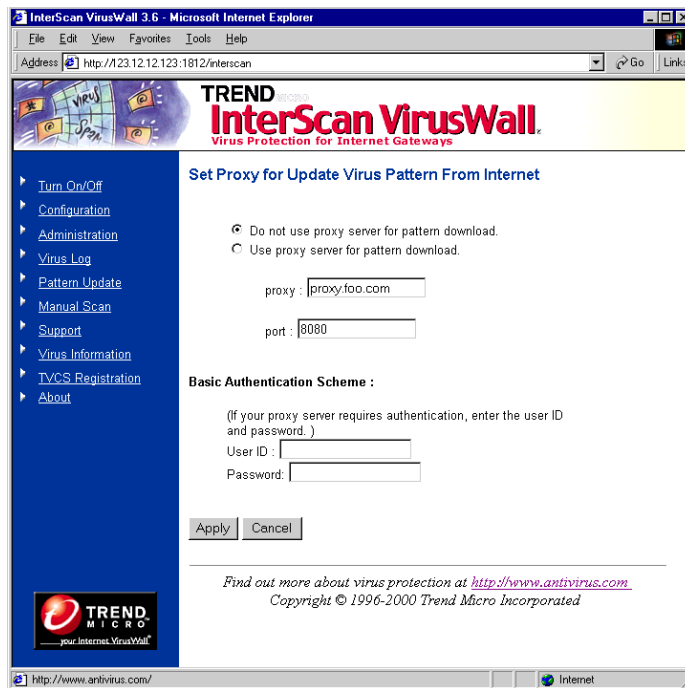 InterScan VirusWall 3.6 - Microsoft Internet Explorer
File Edit View Favorites Tools Help
Address http://123.12.12.123:1812/interscan Go Links
VIRUS
SPAM
TREND MICRO
InterScan VirusWall.
Virus Protection for Internet Gateways
Turn On/Off
Configuration
Administration
Virus Log
Pattern Update
Manual Scan
Support
Virus Information
TVCS Registration
About
Set Proxy for Update Virus Pattern From Internet
Do not use proxy server for pattern download.
Use proxy server for pattern download.
proxy : proxy.foo.com
port : 8080
Basic Authentication Scheme :
(If your proxy server requires authentication, enter the user ID
and password. )
User ID :
Password:
Apply Cancel
Find out more about virus protection at http://www.antivirus.com
Copyright © 1996-2000 Trend Micro Incorporated
TREND
MICRO
your Internet VirusWall
http://www.antivirus.com/ Internet